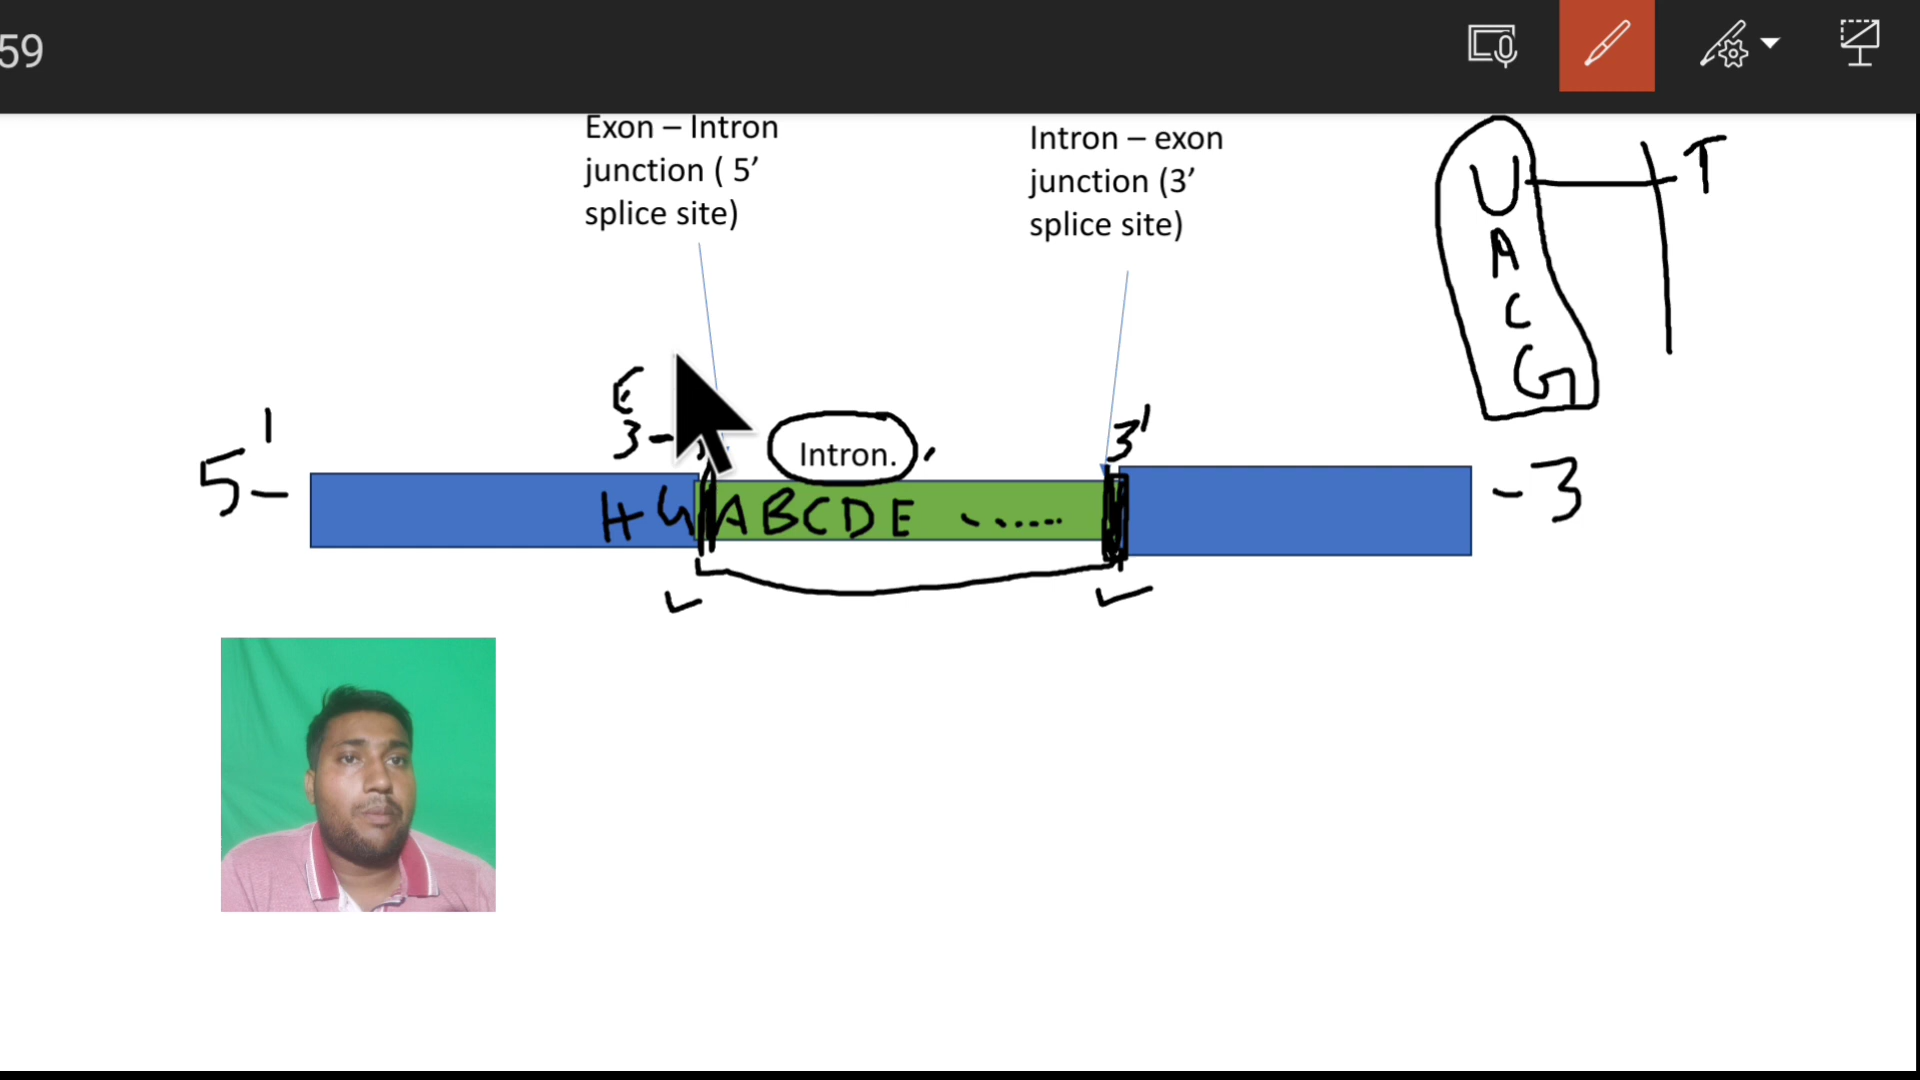 59
Exon – Intron
junction ( 5’
splice site)
Intron – exon
junction (3’
splice site)
U
T
A
C
G
3-
Intron.
3'
5'-
-3
H G A B C D E ......